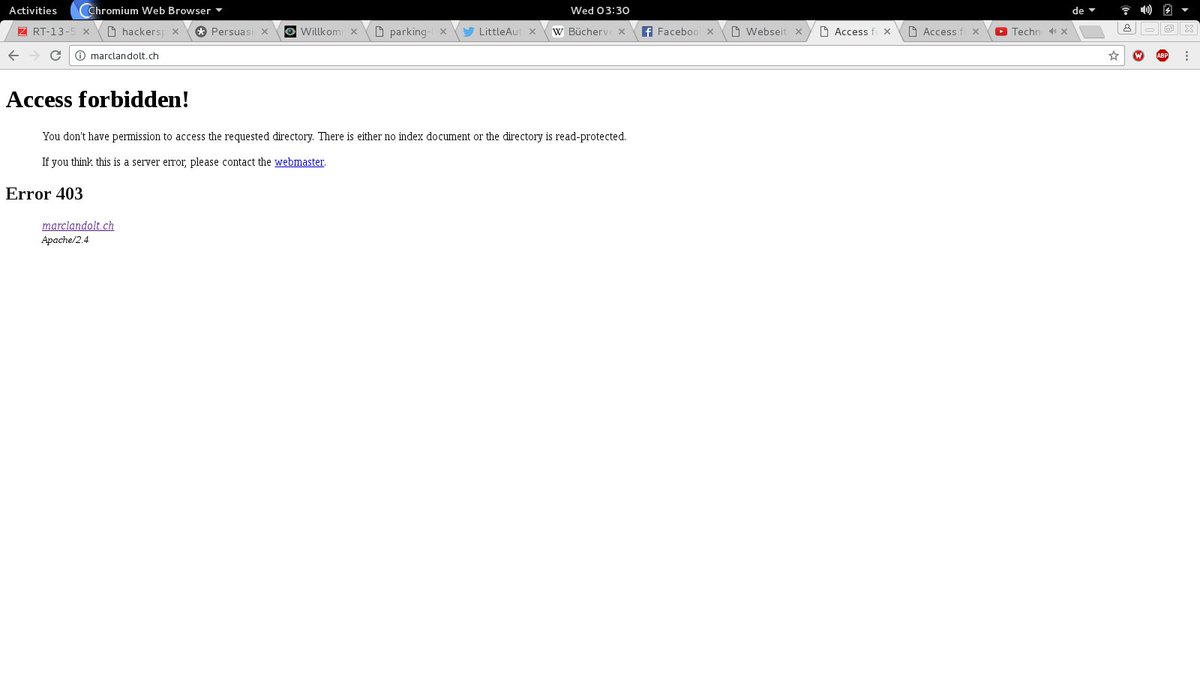 Activities Chromium Web Browser Wed 03:30 de
RT-13-5 hackersp Persuasi Willkom parking- LittleAut Bücherv Faceboo Webseit Access f Access f Techn
marclandolt.ch W ABP
Access forbidden!
You don't have permission to access the requested directory. There is either no index document or the directory is read-protected.
If you think this is a server error, please contact the webmaster.
Error 403
marclandolt.ch
Apache/2.4